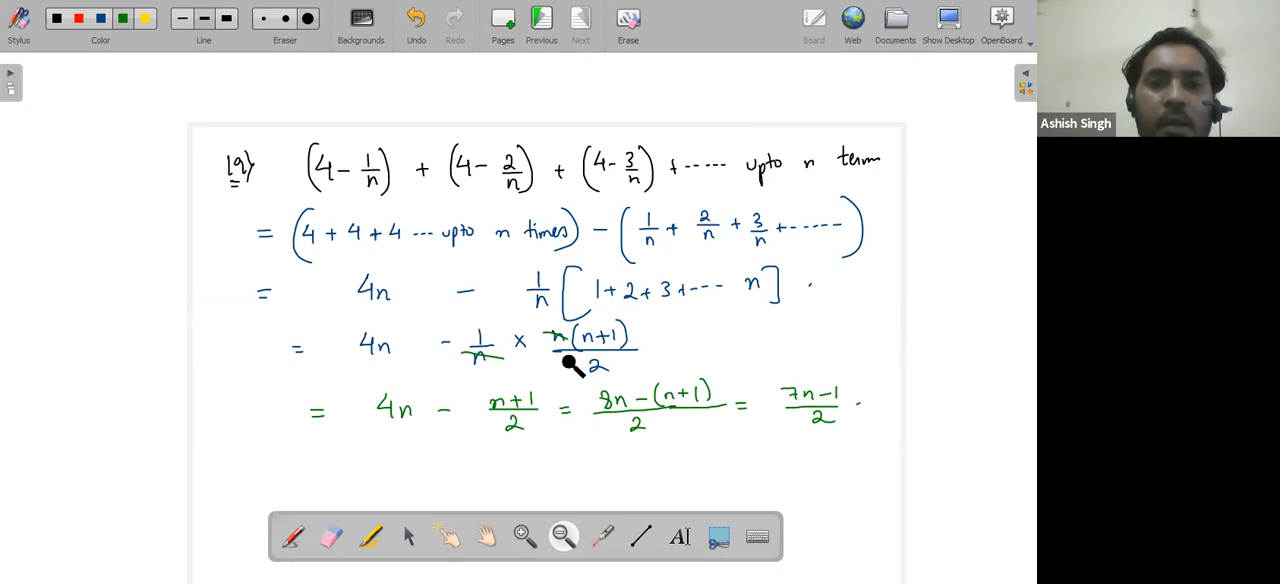 Stylus Color Line Eraser Backgrounds Undo Redo Pages Previous Next Erase Board Web Documents Show Desktop OpenBoard
Ashish Singh
19} (4 - 1/n) + (4 - 2/n) + (4 - 3/n) + ..... upto n term
= (4 + 4 + 4 ... upto n times) - (1/n + 2/n + 3/n + .....)
= 4n - 1/n [1 + 2 + 3 + ... n] .
= 4n - 1/n × n(n+1)/2
= 4n - n+1/2 = 8n-(n+1)/2 = 7n-1/2 .
AI